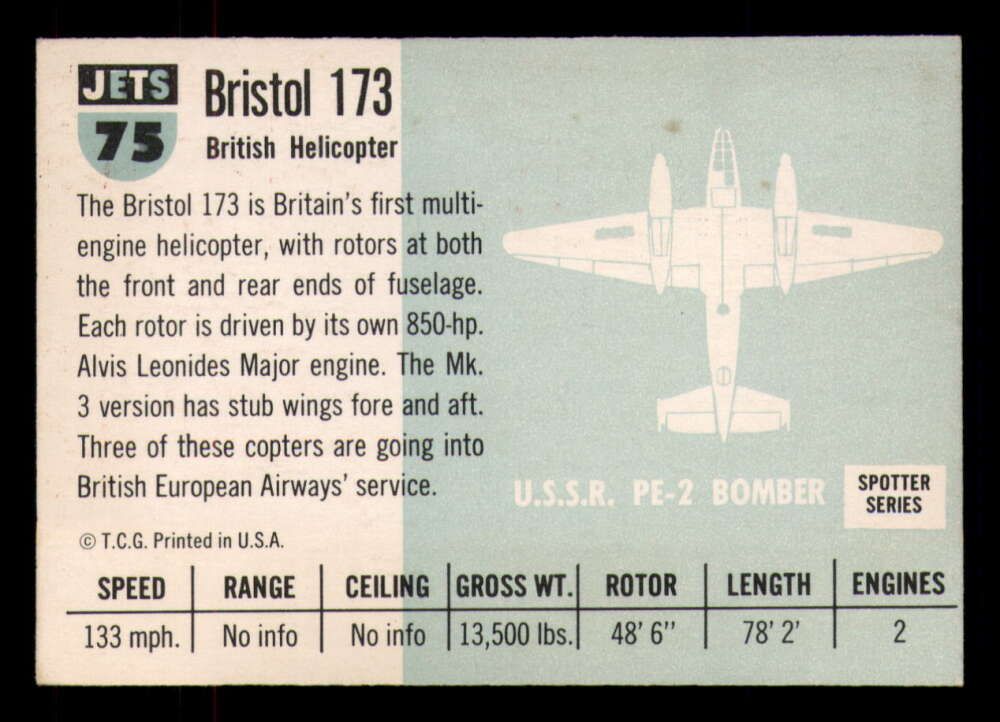 JETS
75
Bristol 173
British Helicopter
The Bristol 173 is Britain's first multi-
engine helicopter, with rotors at both
the front and rear ends of fuselage.
Each rotor is driven by its own 850-hp.
Alvis Leonides Major engine. The Mk.
3 version has stub wings fore and aft.
Three of these copters are going into
British European Airways' service.
© T.C.G. Printed in U.S.A.
U.S.S.R. PE-2 BOMBER
SPOTTER
SERIES
SPEED RANGE CEILING GROSS WT. ROTOR LENGTH ENGINES
133 mph. No info No info 13,500 lbs. 48' 6'' 78' 2' 2